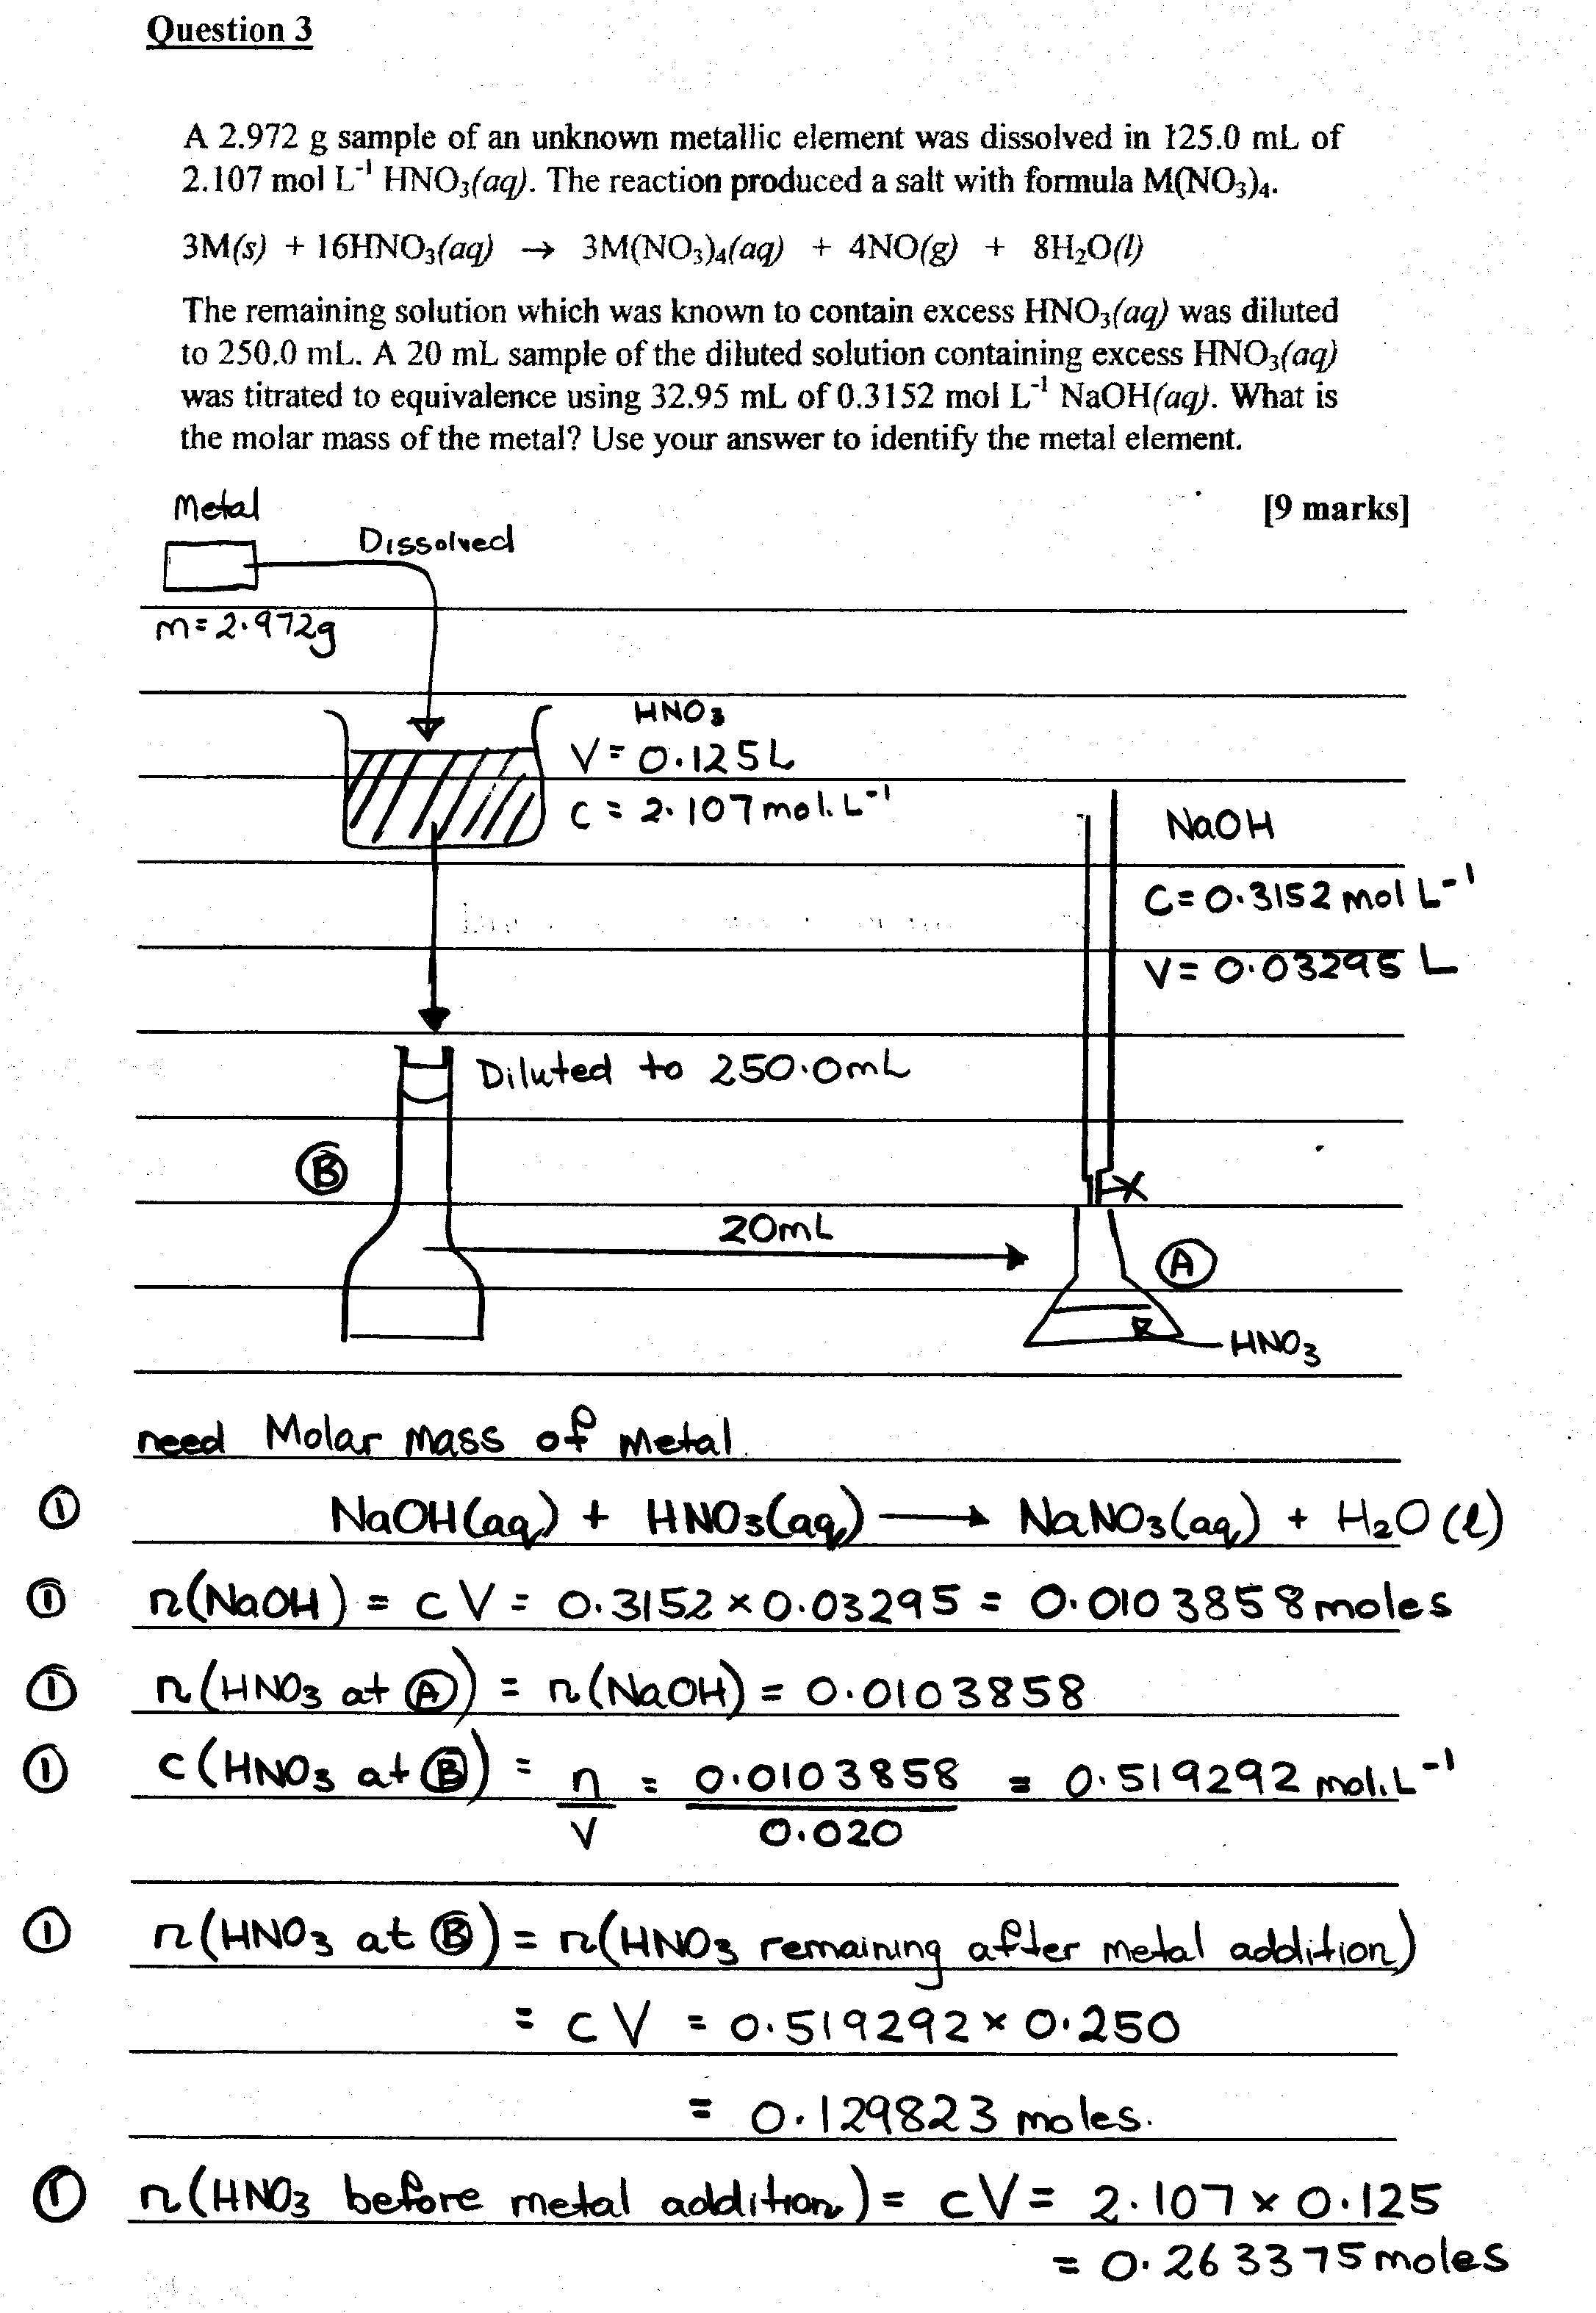 Question 3
A 2.972 g sample of an unknown metallic element was dissolved in 125.0 mL of
2.107 mol L⁻¹ HNO₃(aq). The reaction produced a salt with formula M(NO₃)₄.
3M(s) + 16HNO₃(aq) → 3M(NO₃)₄(aq) + 4NO(g) + 8H₂O(l)
The remaining solution which was known to contain excess HNO₃(aq) was diluted
to 250.0 mL. A 20 mL sample of the diluted solution containing excess HNO₃(aq)
was titrated to equivalence using 32.95 mL of 0.3152 mol L⁻¹ NaOH(aq). What is
the molar mass of the metal? Use your answer to identify the metal element.
[9 marks]
Metal
Dissolved
m = 2.972g
HNO₃
V = 0.125 L
C = 2.107 mol. L⁻¹
NaOH
C = 0.3152 mol L⁻¹
V = 0.03295 L
Diluted to 250.0mL
B
20mL
A
HNO₃
need Molar mass of metal.
① NaOH(aq) + HNO₃(aq) → NaNO₃(aq) + H₂O(l)
① n(NaOH) = cV = 0.3152 × 0.03295 = 0.0103858 moles
① n(HNO₃ at Ⓐ) = n(NaOH) = 0.0103858
① c(HNO₃ at Ⓑ) = n/V = 0.0103858/0.020 = 0.519292 mol.L⁻¹
① n(HNO₃ at Ⓑ) = n(HNO₃ remaining after metal addition)
= cV = 0.519292 × 0.250
= 0.129823 moles.
① n(HNO₃ before metal addition) = cV = 2.107 × 0.125
= 0.263375 moles